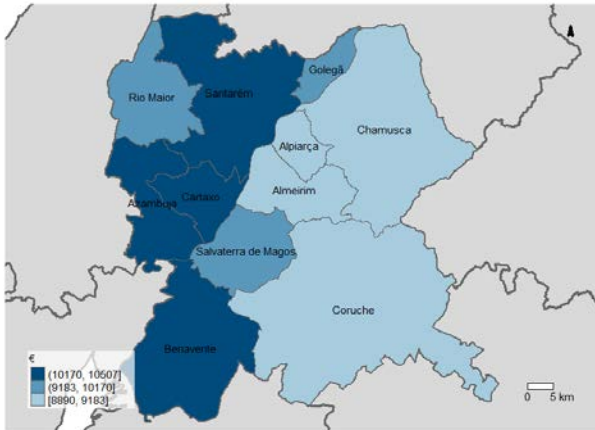 Golegã
Rio Maior
Santarém
Chamusca
Alpiarça
Almeirim
Azambuja
Cartaxo
Salvaterra de Magos
Coruche
Benavente
€
(10170, 10507]
(9183, 10170]
[8890, 9183]
0 5 km